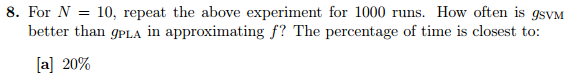 8. For N = 10, repeat the above experiment for 1000 runs. How often is gSVM
better than gPLA in approximating f? The percentage of time is closest to:
[a] 20%